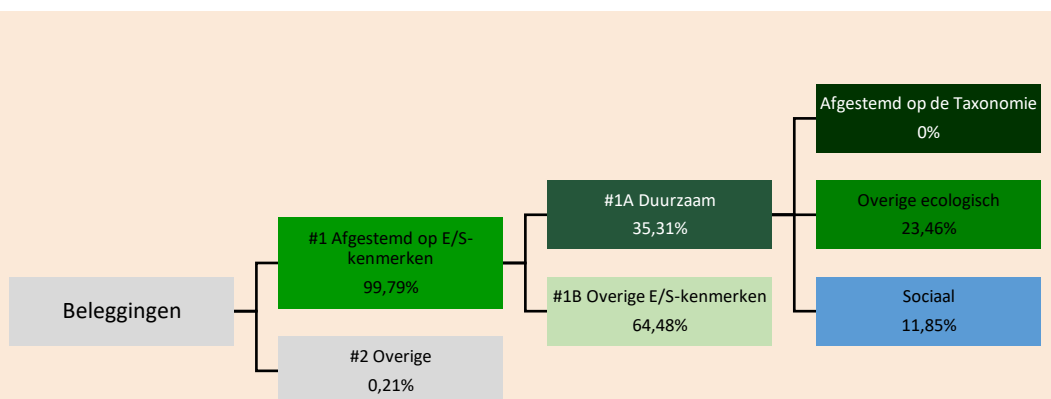 Beleggingen
#1 Afgestemd op E/S-
kenmerken
99,79%
#2 Overige
0,21%
#1A Duurzaam
35,31%
#1B Overige E/S-kenmerken
64,48%
Afgestemd op de Taxonomie
0%
Overige ecologisch
23,46%
Sociaal
11,85%